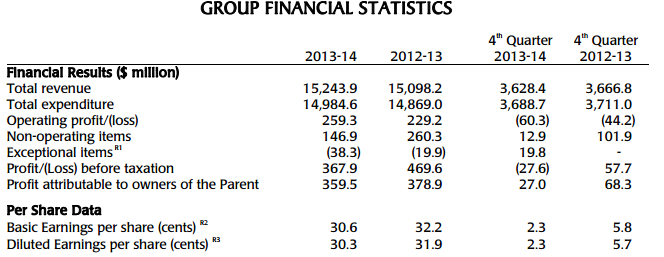 GROUP FINANCIAL STATISTICS
4th Quarter 4th Quarter
2013-14 2012-13 2013-14 2012-13
Financial Results ($ million)
Total revenue 15,243.9 15,098.2 3,628.4 3,666.8
Total expenditure 14,984.6 14,869.0 3,688.7 3,711.0
Operating profit/(loss) 259.3 229.2 (60.3) (44.2)
Non-operating items 146.9 260.3 12.9 101.9
Exceptional items R1 (38.3) (19.9) 19.8 -
Profit/(Loss) before taxation 367.9 469.6 (27.6) 57.7
Profit attributable to owners of the Parent 359.5 378.9 27.0 68.3
Per Share Data
Basic Earnings per share (cents) R2 30.6 32.2 2.3 5.8
Diluted Earnings per share (cents) R3 30.3 31.9 2.3 5.7